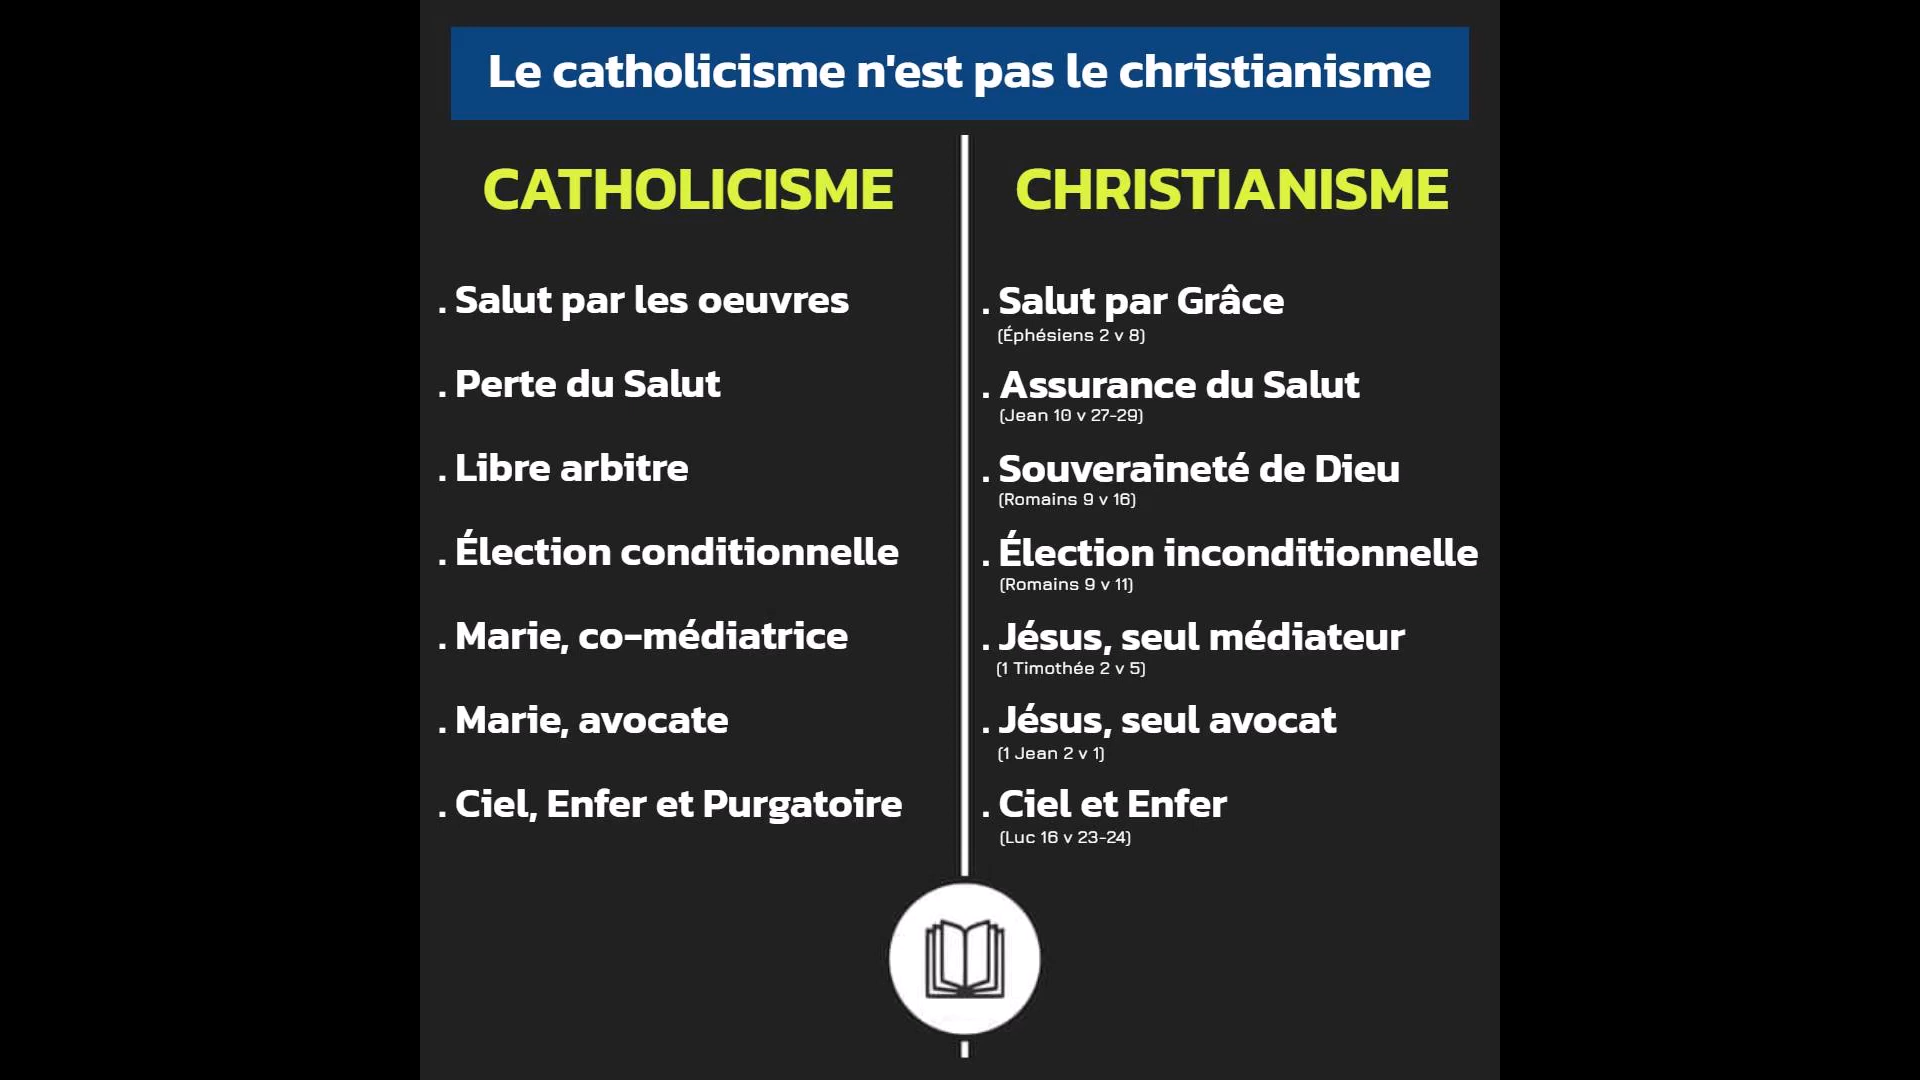 Le catholicisme n'est pas le christianisme
CATHOLICISME
. Salut par les oeuvres
. Perte du Salut
. Libre arbitre
. Élection conditionnelle
. Marie, co-médiatrice
. Marie, avocate
. Ciel, Enfer et Purgatoire
CHRISTIANISME
. Salut par Grâce
(Éphésiens 2 v 8)
. Assurance du Salut
(Jean 10 v 27-29)
. Souveraineté de Dieu
(Romains 9 v 16)
. Élection inconditionnelle
(Romains 9 v 11)
. Jésus, seul médiateur
(1 Timothée 2 v 5)
. Jésus, seul avocat
(1 Jean 2 v 1)
. Ciel et Enfer
(Luc 16 v 23-24)